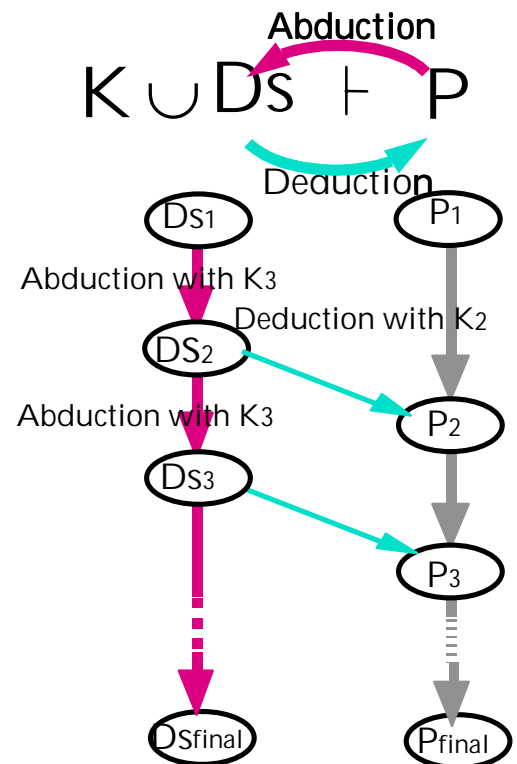 Abduction
K ∪ Ds ⊢ P
Deduction
Ds1 P1
Abduction with K3
Deduction with K2
DS2
Abduction with K3
P2
Ds3
P3
Dsfinal Pfinal